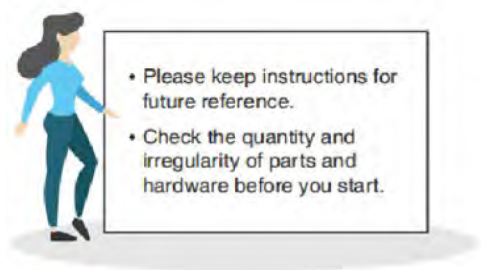 • Please keep instructions for
future reference.
• Check the quantity and
irregularity of parts and
hardware before you start.